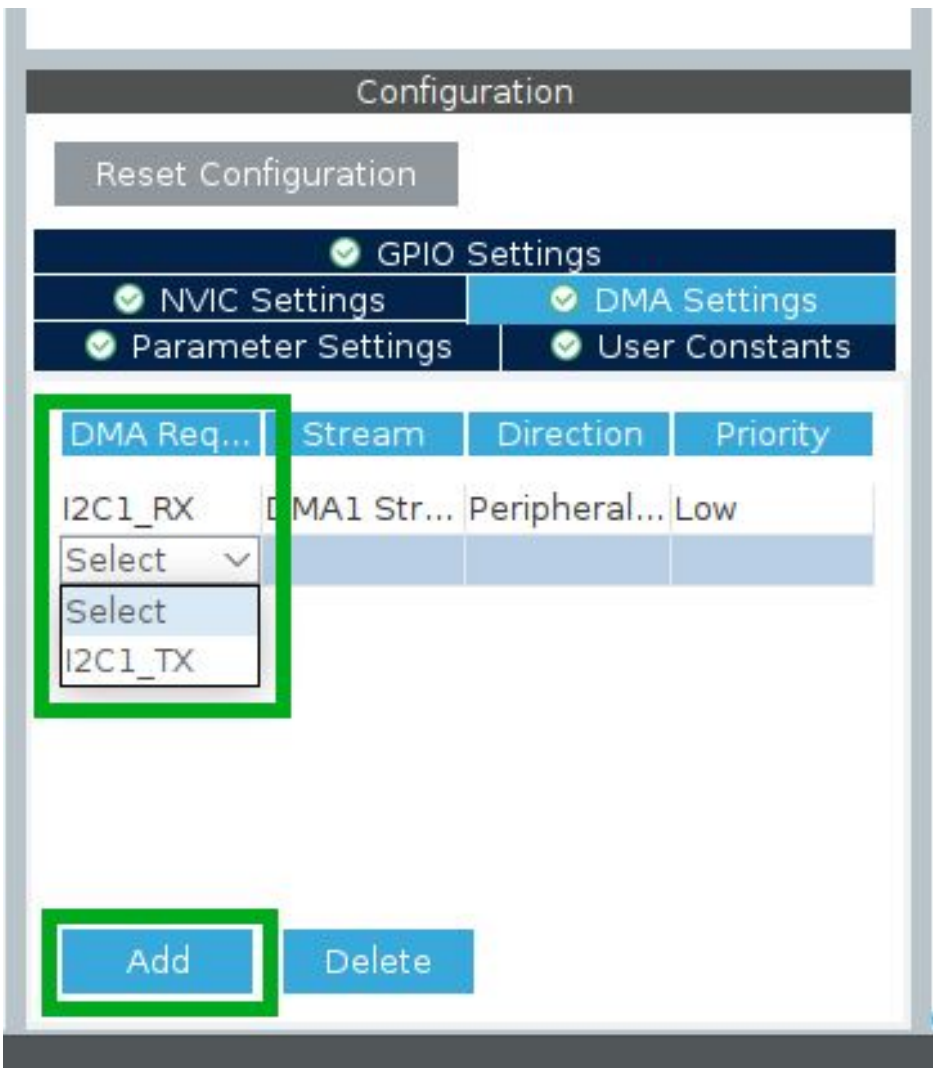 Configuration
Reset Configuration
GPIO Settings
NVIC Settings DMA Settings
Parameter Settings User Constants
DMA Req... Stream Direction Priority
I2C1_RX DMA1 Str... Peripheral... Low
Select
Select
I2C1_TX
Add Delete